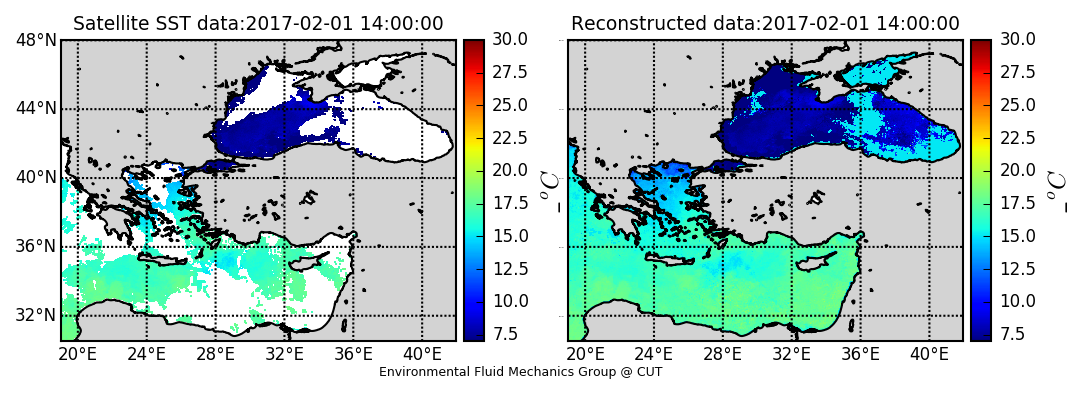 Satellite SST data:2017-02-01 14:00:00
48°N
44°N
40°N
36°N
32°N
20°E 24°E 28°E 32°E 36°E 40°E
30.0
27.5
25.0
22.5
20.0
17.5
15.0
12.5
10.0
7.5
_ °C
Reconstructed data:2017-02-01 14:00:00
20°E 24°E 28°E 32°E 36°E 40°E
30.0
27.5
25.0
22.5
20.0
17.5
15.0
12.5
10.0
7.5
_ °C
Environmental Fluid Mechanics Group @ CUT